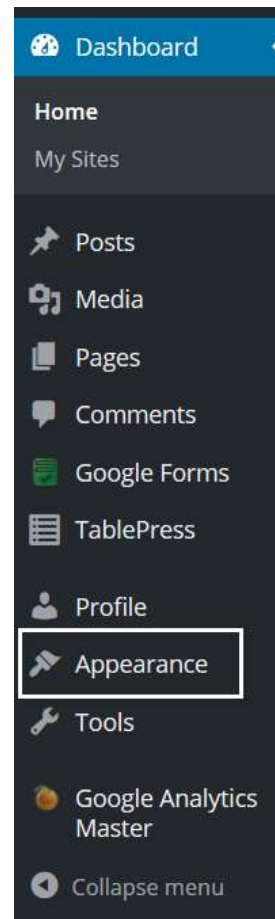 Dashboard
Home
My Sites
Posts
Media
Pages
Comments
Google Forms
TablePress
Profile
Appearance
Tools
Google Analytics
Master
Collapse menu